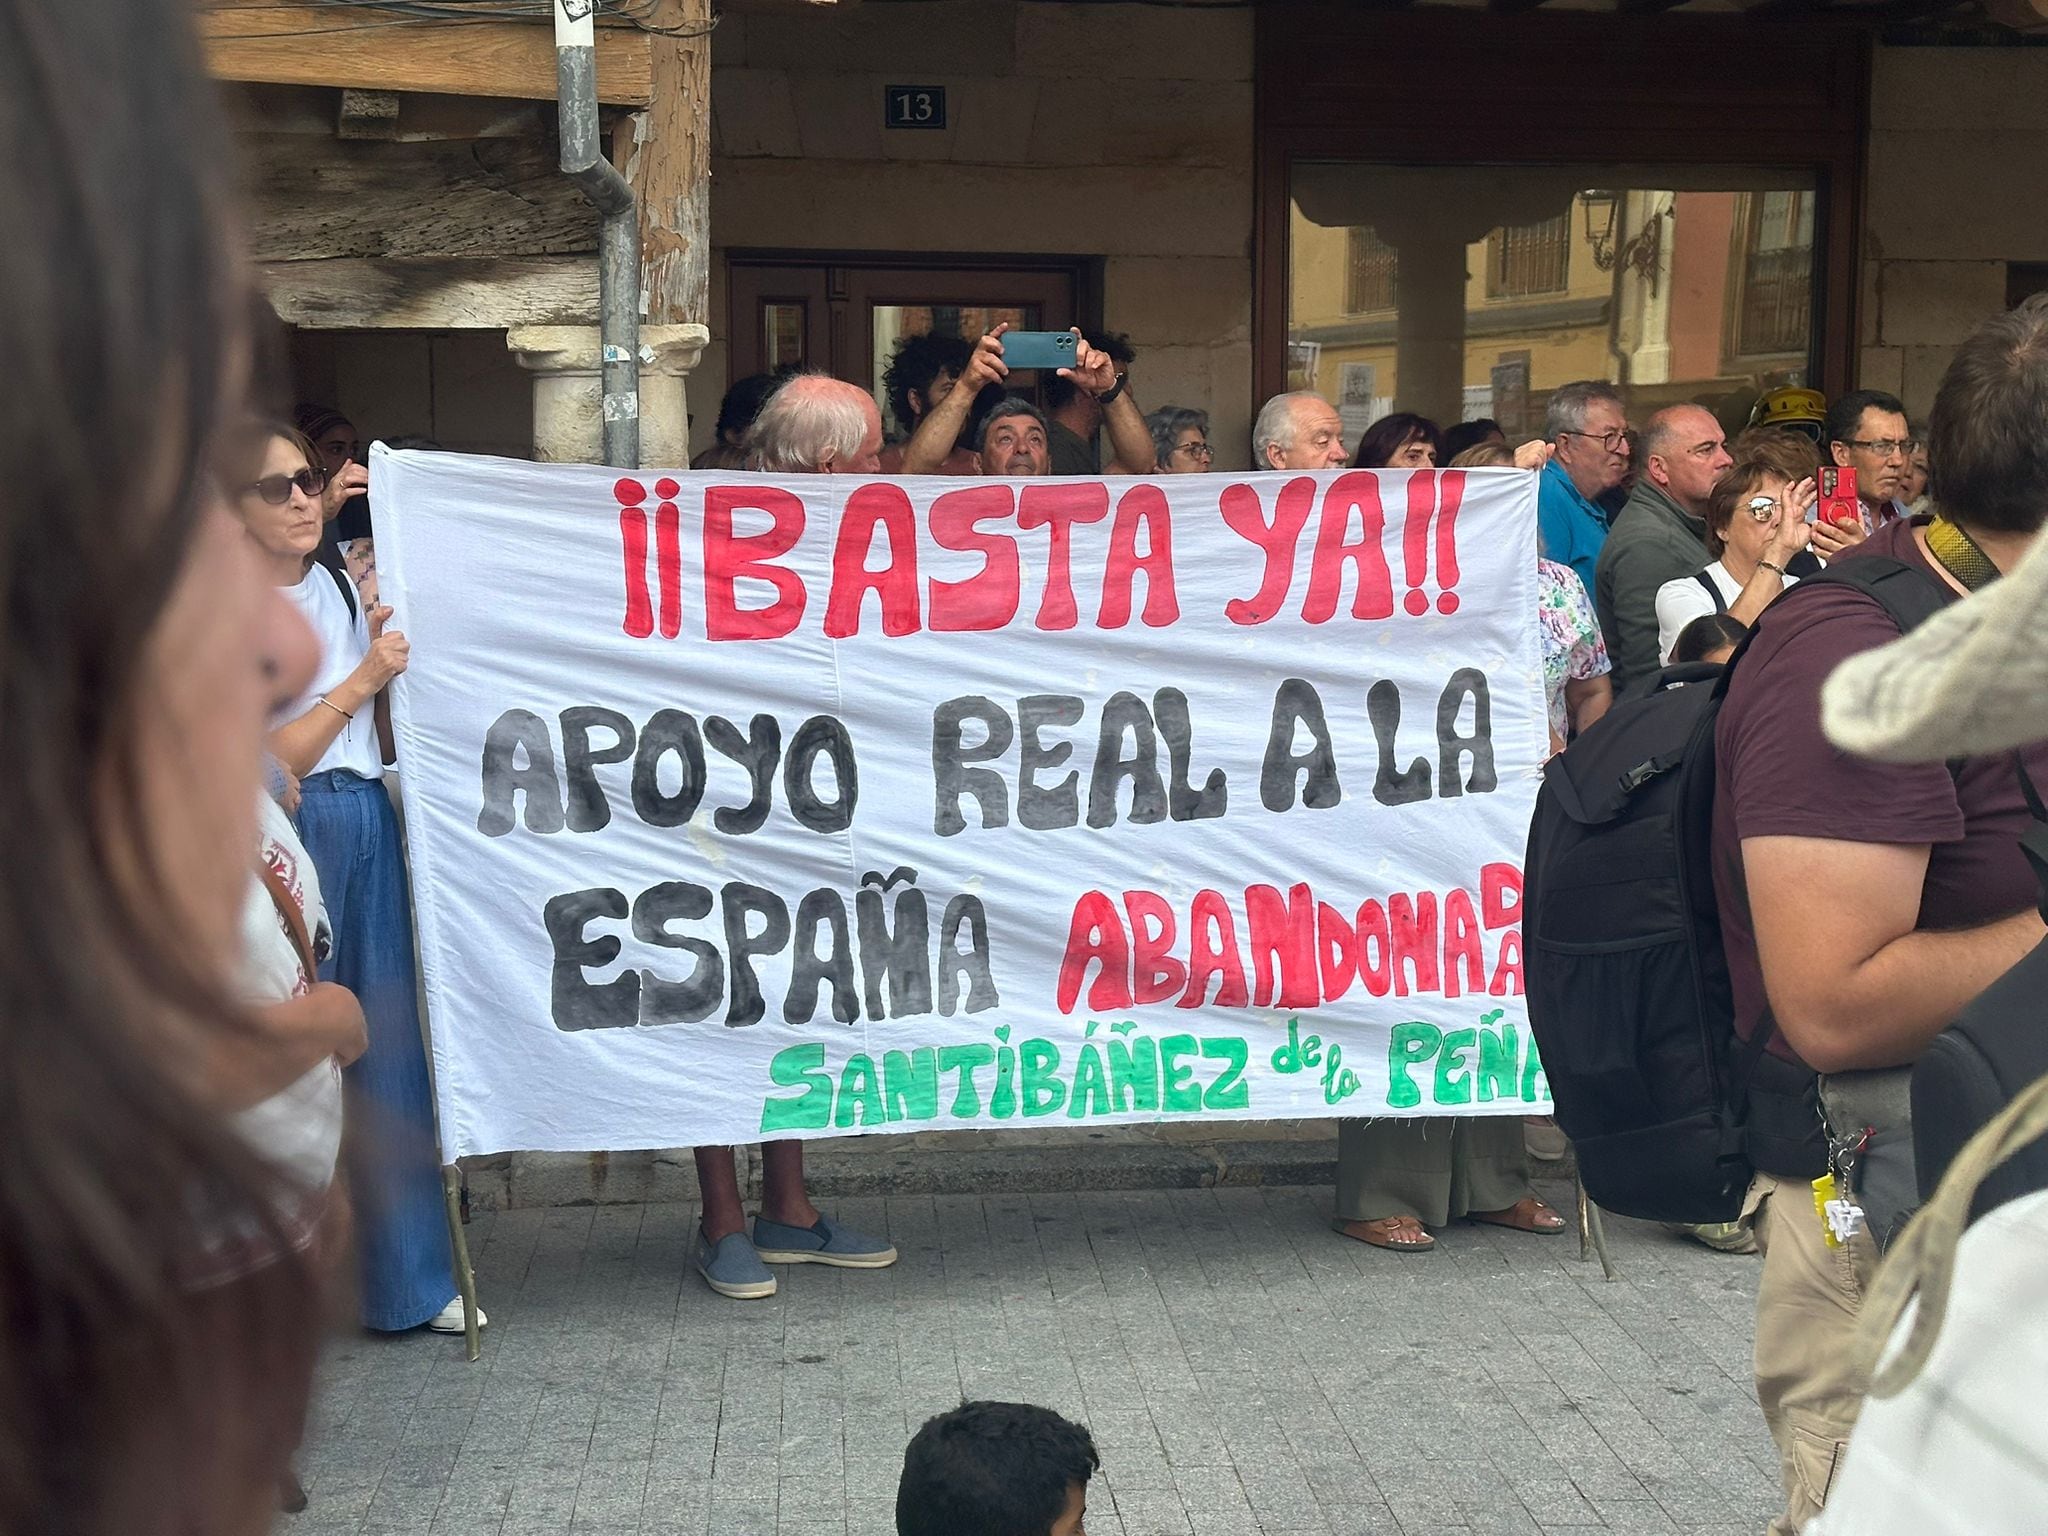 13
¡¡BASTA YA!!
APOYO REAL A LA
ESPAÑA ABANDONADA
SANTIBÁÑEZ de la PEÑA